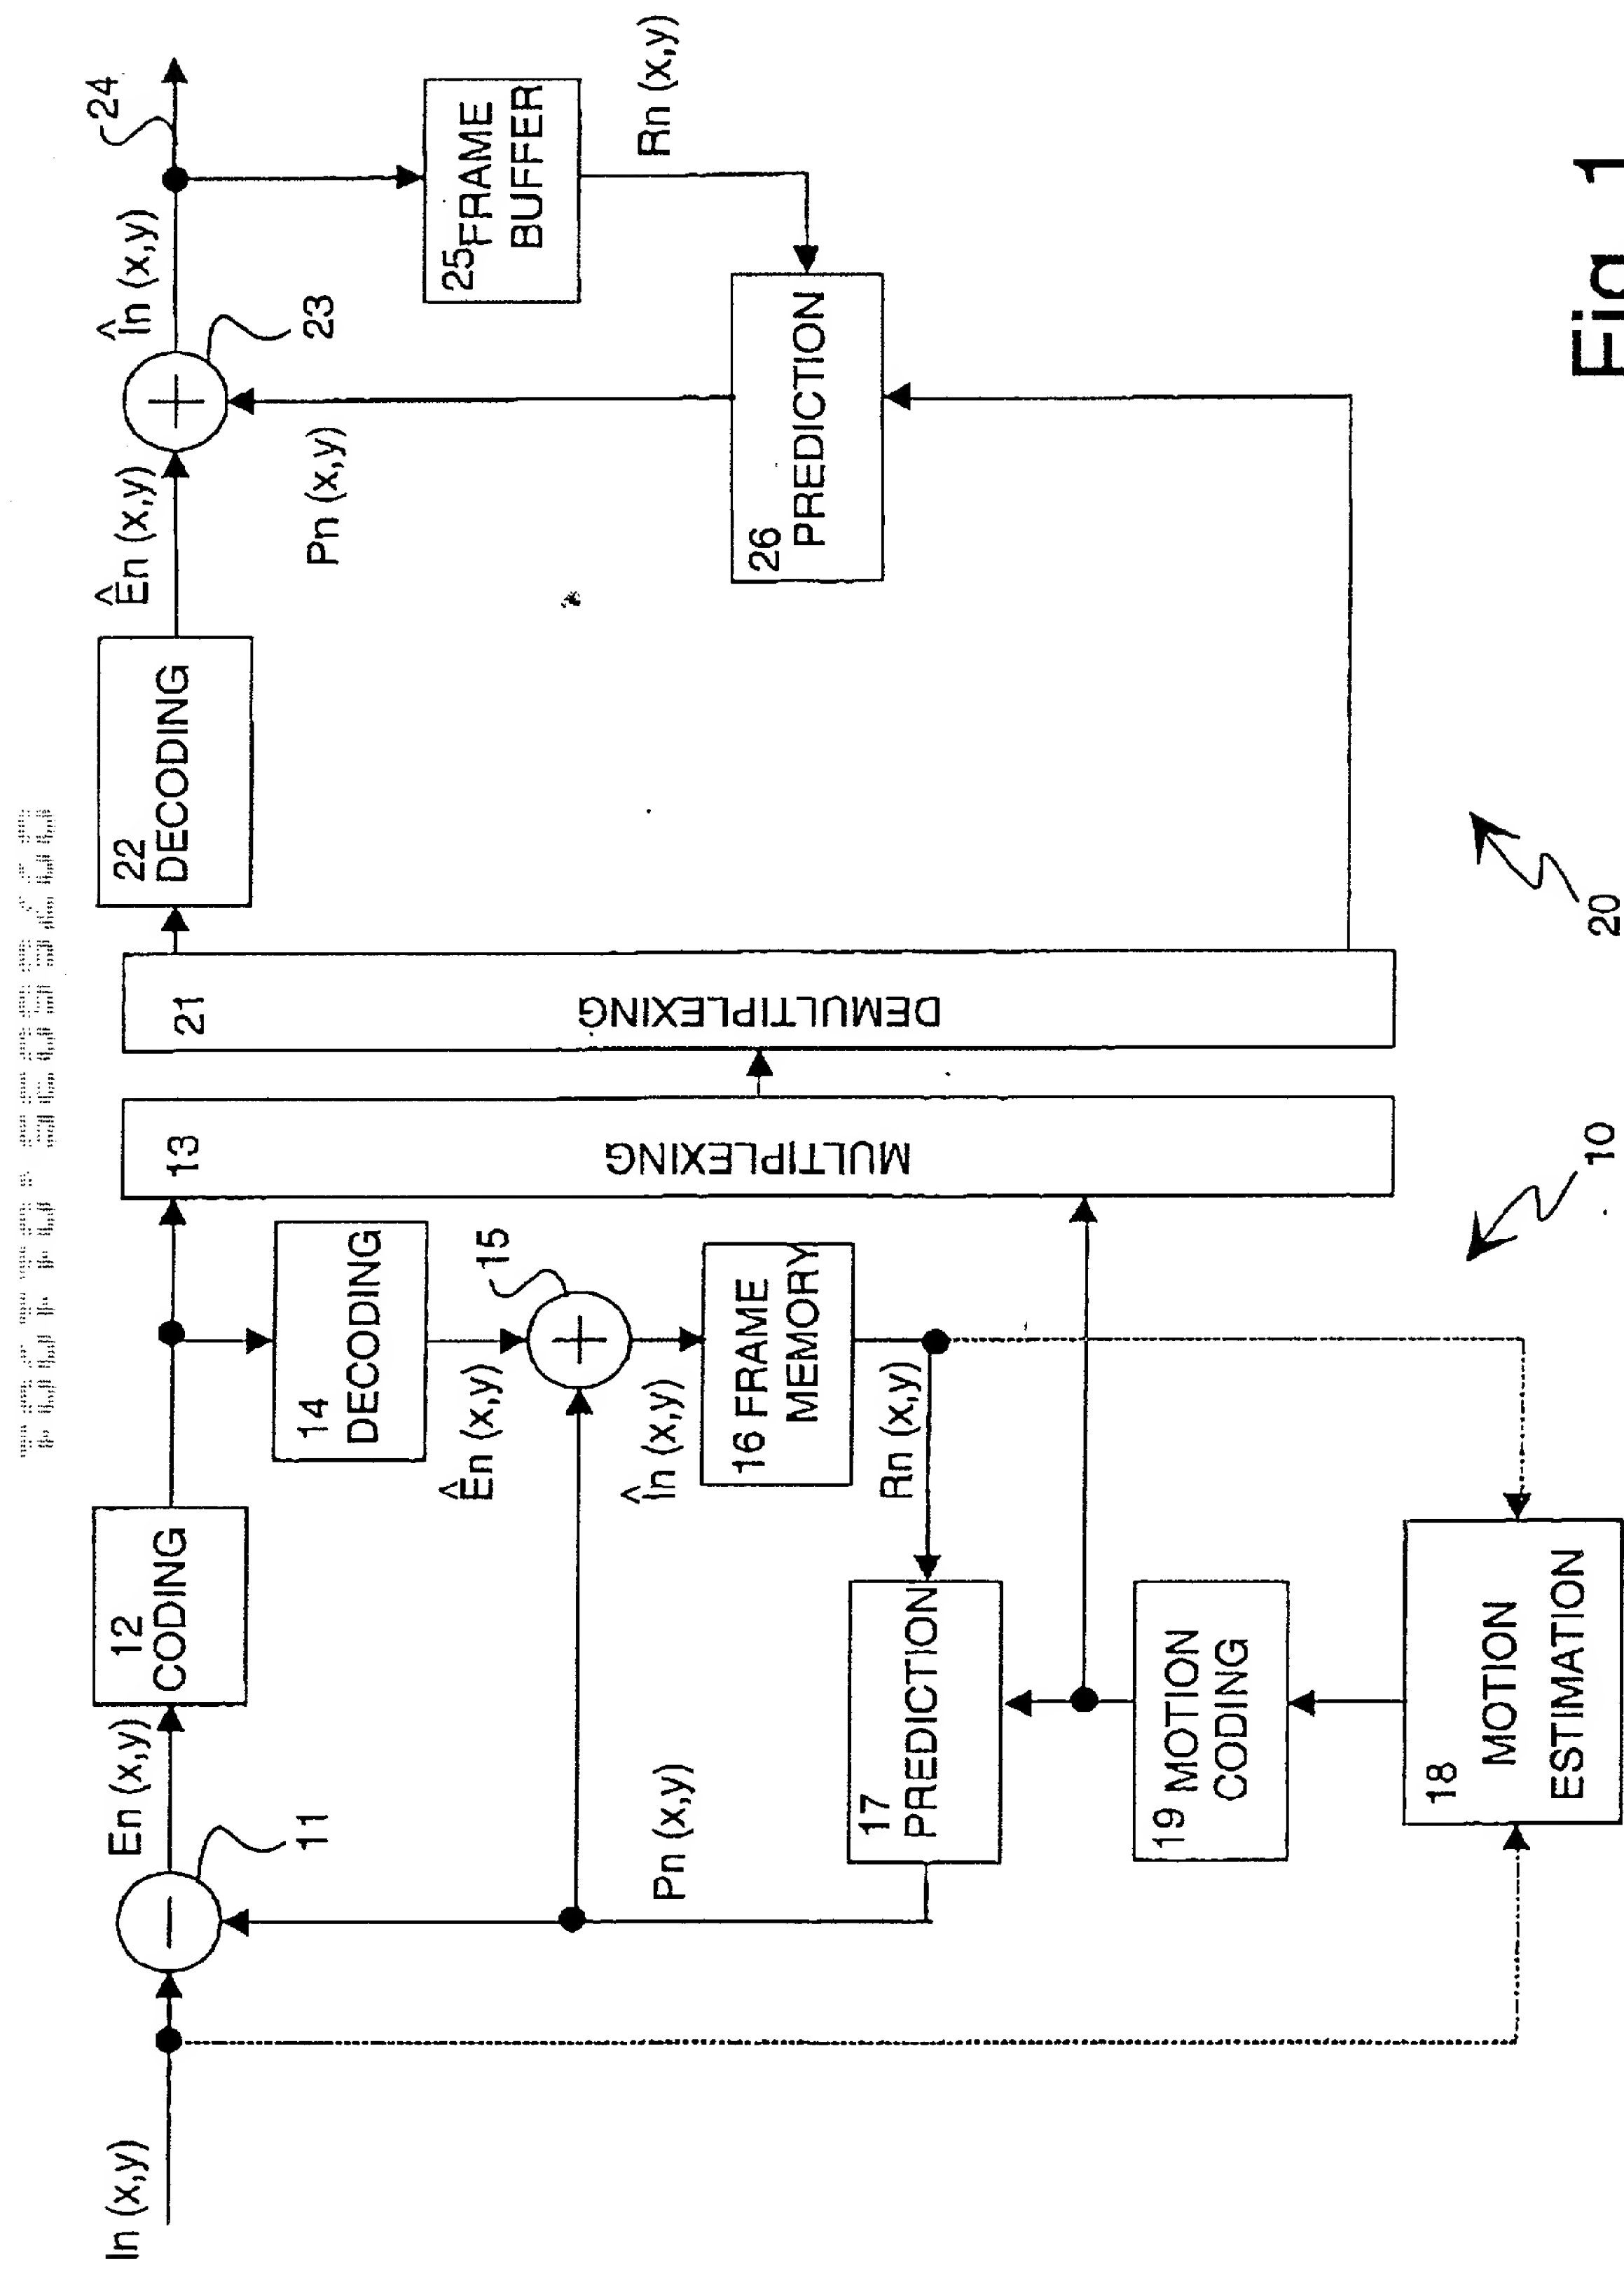 In (x,y)
11
En (x,y)
12
CODING
13
MULTIPLEXING
14
DECODING
Ên (x,y)
15
În (x,y)
16 FRAME
MEMORY
Rn (x,y)
17
PREDICTION
Pn (x,y)
19 MOTION
CODING
18
MOTION
ESTIMATION
10
21
DEMULTIPLEXING
22
DECODING
Ên (x,y)
23
În (x,y)
24
25 FRAME
BUFFER
Rn (x,y)
26
PREDICTION
Pn (x,y)
20
Fig. 1